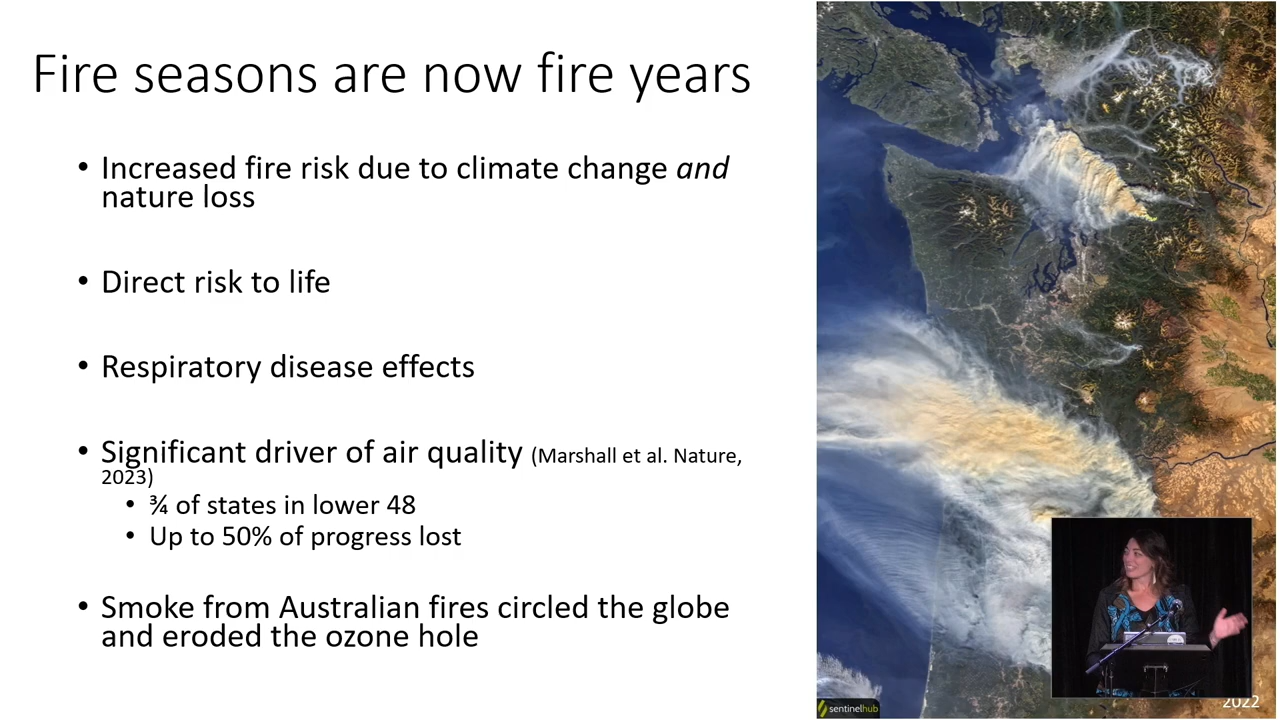 Fire seasons are now fire years
• Increased fire risk due to climate change and
nature loss
• Direct risk to life
• Respiratory disease effects
• Significant driver of air quality (Marshall et al. Nature,
2023)
• ¾ of states in lower 48
• Up to 50% of progress lost
• Smoke from Australian fires circled the globe
and eroded the ozone hole
sentinelhub
2022